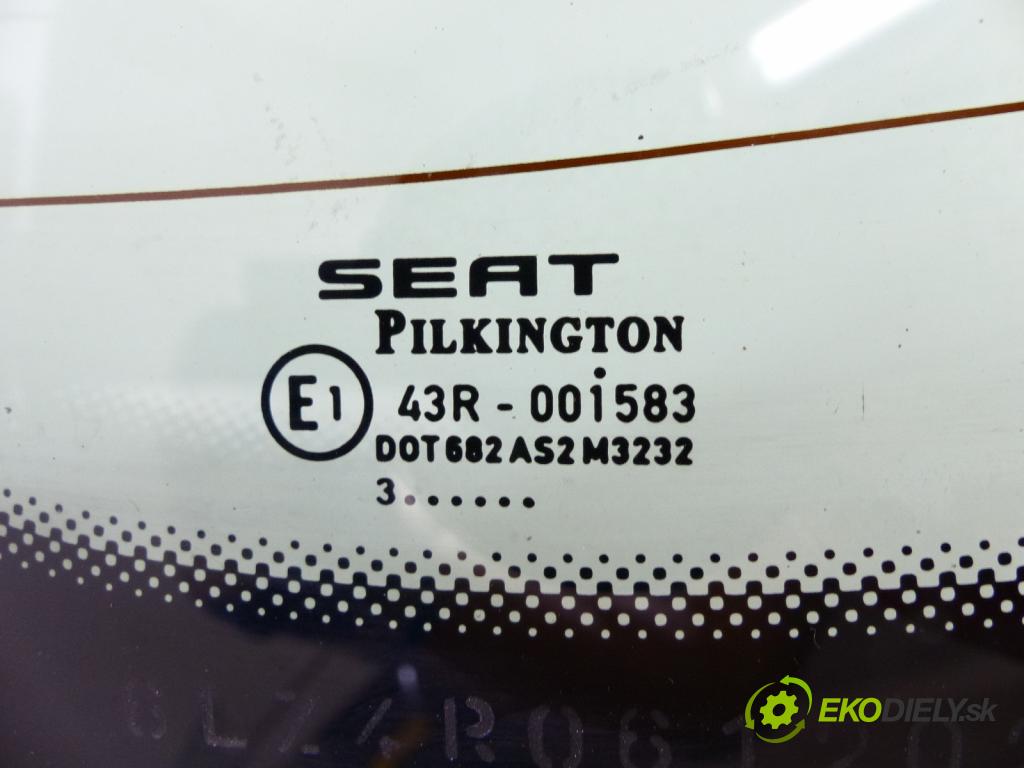 SEAT
PILKINGTON
E1 43R - 001583
DOT 682 AS2 M3232
3......
EKODIELY.sk